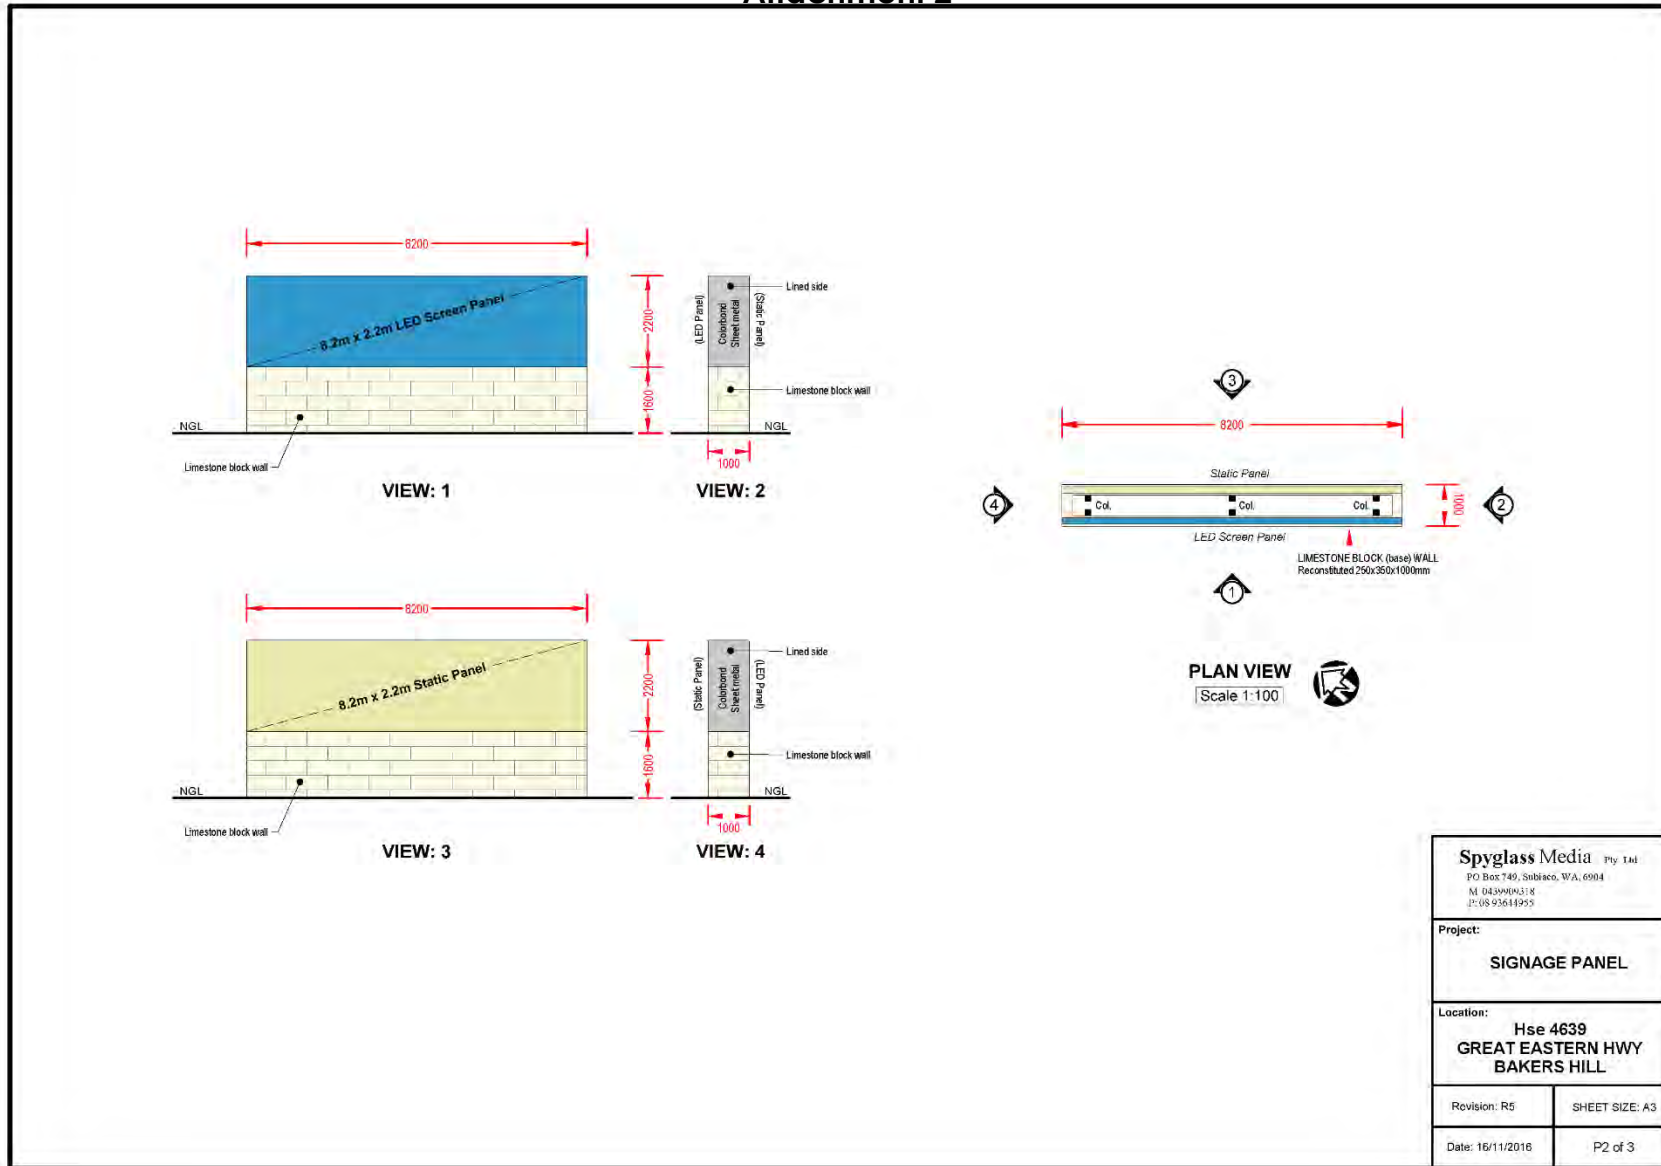 Attachment 2
8200
8.2m x 2.2m LED Screen Panel
2200
1600
NGL
Limestone block wall
VIEW: 1
(LED Panel)
Colorbond
Sheet metal
(Static Panel)
Lined side
Limestone block wall
NGL
1000
VIEW: 2
8200
8.2m x 2.2m Static Panel
2200
1600
NGL
Limestone block wall
VIEW: 3
(Static Panel)
Colorbond
Sheet metal
(LED Panel)
Lined side
Limestone block wall
NGL
1000
VIEW: 4
3
8200
Static Panel
4
Col.
Col.
Col.
1000
2
LED Screen Panel
LIMESTONE BLOCK (base) WALL
Reconstituted 250x350x1000mm
1
PLAN VIEW
Scale 1:100
Spyglass Media Pty Ltd
PO Box 749, Subiaco, WA, 6904
M 0439909318
P: 08 93644955
Project:
SIGNAGE PANEL
Location:
Hse 4639
GREAT EASTERN HWY
BAKERS HILL
Revision: R5
SHEET SIZE: A3
Date: 16/11/2016
P2 of 3